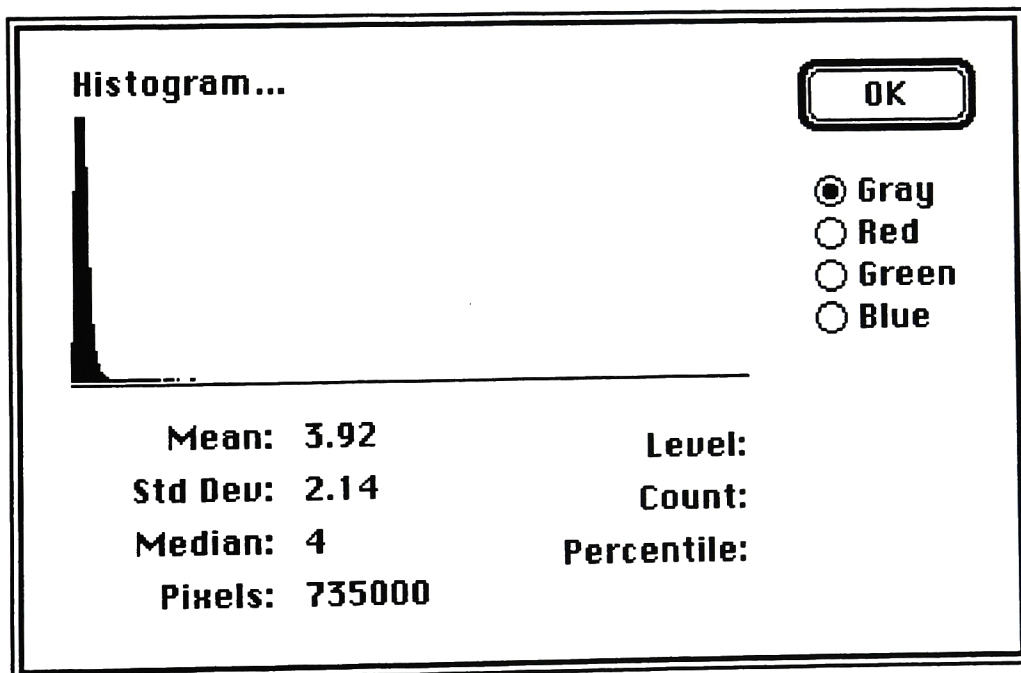 Histogram...
OK
Gray
Red
Green
Blue
Mean: 3.92
Level:
Std Dev: 2.14
Count:
Median: 4
Percentile:
Pixels: 735000